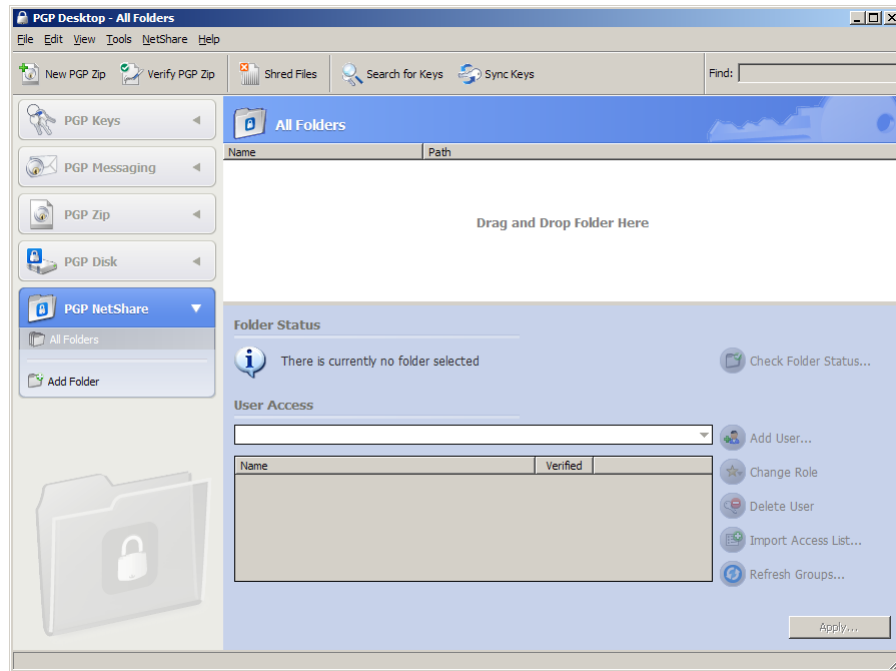 PGP Desktop - All Folders
File Edit View Tools NetShare Help
New PGP Zip Verify PGP Zip Shred Files Search for Keys Sync Keys Find:
PGP Keys
PGP Messaging
PGP Zip
PGP Disk
PGP NetShare
All Folders
Add Folder
All Folders
Name Path
Drag and Drop Folder Here
Folder Status
There is currently no folder selected
Check Folder Status...
User Access
Add User...
Name Verified
Change Role
Delete User
Import Access List...
Refresh Groups...
Apply...